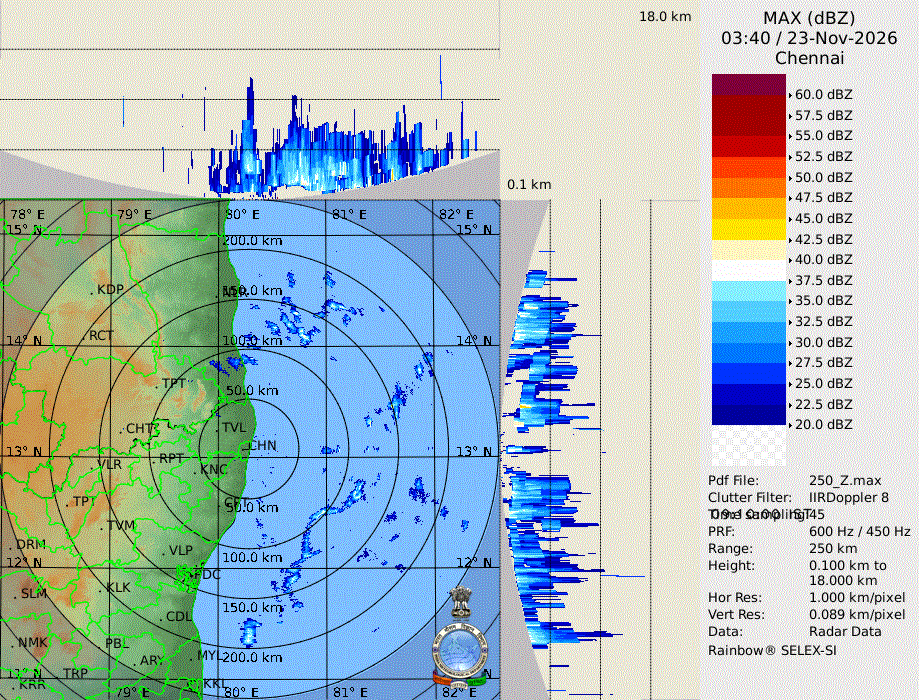 18.0 km
0.1 km
MAX (dBZ)
03:40 / 23-Nov-2026
Chennai
60.0 dBZ
57.5 dBZ
55.0 dBZ
52.5 dBZ
50.0 dBZ
47.5 dBZ
45.0 dBZ
42.5 dBZ
40.0 dBZ
37.5 dBZ
35.0 dBZ
32.5 dBZ
30.0 dBZ
27.5 dBZ
25.0 dBZ
22.5 dBZ
20.0 dBZ
Pdf File: 250_Z.max
Clutter Filter: IIRDoppler 8
Time sampling: 45
PRF: 600 Hz / 450 Hz
Range: 250 km
Height: 0.100 km to
18.000 km
Hor Res: 1.000 km/pixel
Vert Res: 0.089 km/pixel
Data: Radar Data
Rainbow® SELEX-SI
78° E 79° E 80° E 81° E 82° E
15° N 15° N
200.0 km
KDP
150.0 km
RCT
14° N 100.0 km 14° N
TPT
50.0 km
CHT TVL
CHN
13° N 13° N
VLR RPT KNC
TPT
50.0 km
TVM
DRM VLP
100.0 km
12° N 12° N
PDC
SLM KLK
150.0 km
CDL
NMK PBL
ARY MYL 200.0 km
TRP
11° N 11° N
KRR KKL
79° E 80° E 81° E 82° E